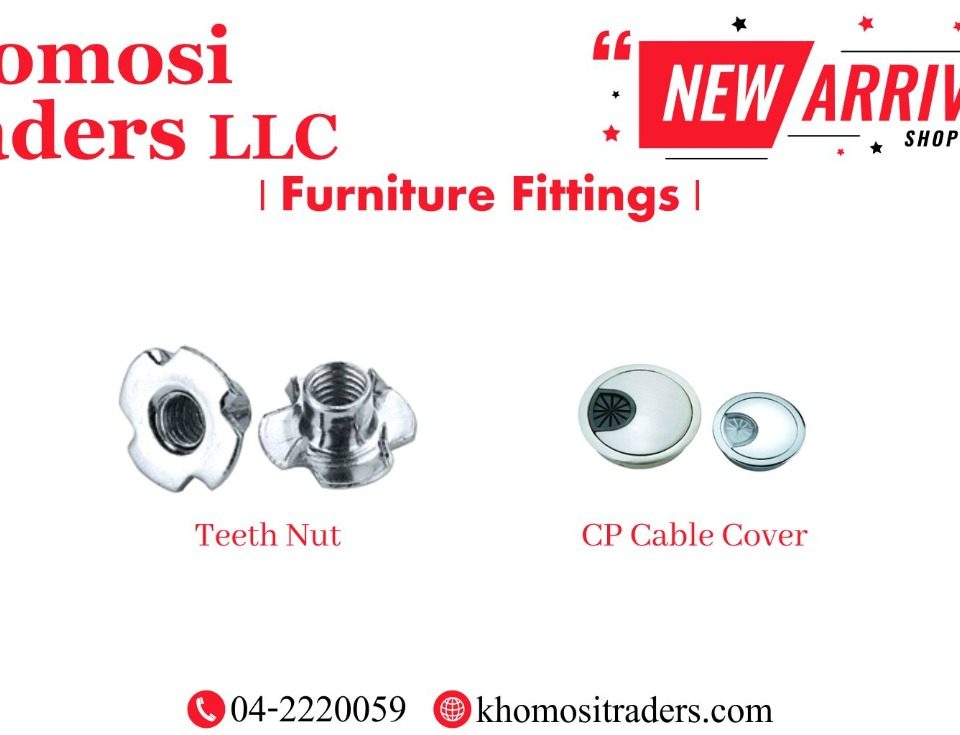 omosi
aders LLC
“ NEW ARRIV
SHOP
| Furniture Fittings |
Teeth Nut
CP Cable Cover
04-2220059 khomositraders.com